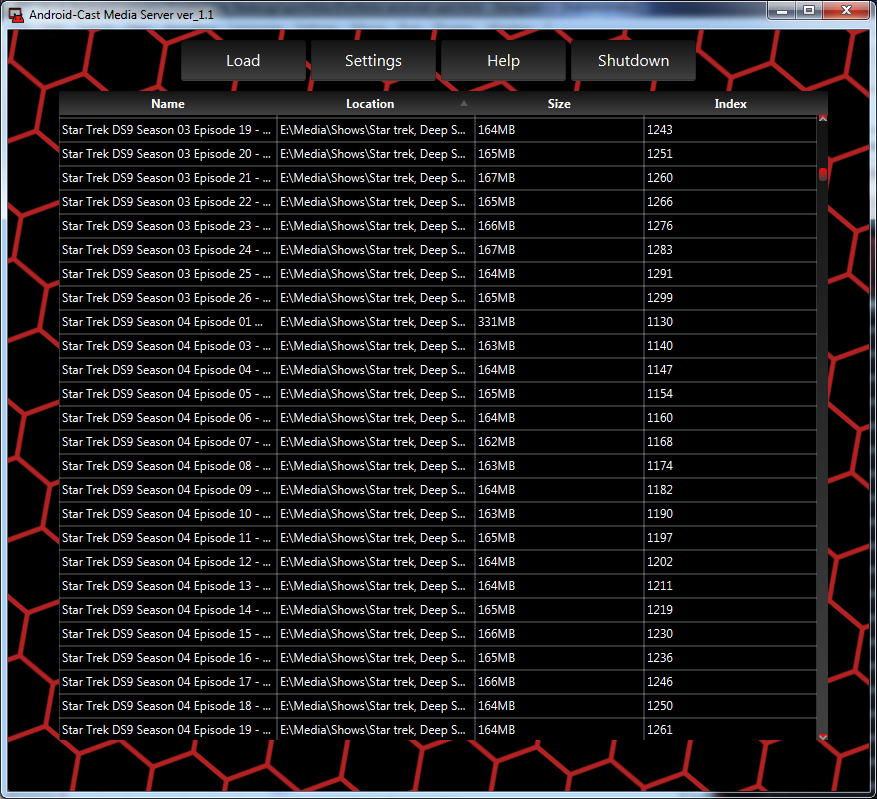 Android-Cast Media Server ver_1.1
Load Settings Help Shutdown
Name Location Size Index
Star Trek DS9 Season 03 Episode 19 - ... E:\Media\Shows\Star trek, Deep S... 164MB 1243
Star Trek DS9 Season 03 Episode 20 - ... E:\Media\Shows\Star trek, Deep S... 165MB 1251
Star Trek DS9 Season 03 Episode 21 - ... E:\Media\Shows\Star trek, Deep S... 167MB 1260
Star Trek DS9 Season 03 Episode 22 - ... E:\Media\Shows\Star trek, Deep S... 165MB 1266
Star Trek DS9 Season 03 Episode 23 - ... E:\Media\Shows\Star trek, Deep S... 166MB 1276
Star Trek DS9 Season 03 Episode 24 - ... E:\Media\Shows\Star trek, Deep S... 167MB 1283
Star Trek DS9 Season 03 Episode 25 - ... E:\Media\Shows\Star trek, Deep S... 164MB 1291
Star Trek DS9 Season 03 Episode 26 - ... E:\Media\Shows\Star trek, Deep S... 165MB 1299
Star Trek DS9 Season 04 Episode 01 ... E:\Media\Shows\Star trek, Deep S... 331MB 1130
Star Trek DS9 Season 04 Episode 03 - ... E:\Media\Shows\Star trek, Deep S... 163MB 1140
Star Trek DS9 Season 04 Episode 04 - ... E:\Media\Shows\Star trek, Deep S... 164MB 1147
Star Trek DS9 Season 04 Episode 05 - ... E:\Media\Shows\Star trek, Deep S... 165MB 1154
Star Trek DS9 Season 04 Episode 06 - ... E:\Media\Shows\Star trek, Deep S... 164MB 1160
Star Trek DS9 Season 04 Episode 07 - ... E:\Media\Shows\Star trek, Deep S... 162MB 1168
Star Trek DS9 Season 04 Episode 08 - ... E:\Media\Shows\Star trek, Deep S... 163MB 1174
Star Trek DS9 Season 04 Episode 09 - ... E:\Media\Shows\Star trek, Deep S... 164MB 1182
Star Trek DS9 Season 04 Episode 10 - ... E:\Media\Shows\Star trek, Deep S... 163MB 1190
Star Trek DS9 Season 04 Episode 11 - ... E:\Media\Shows\Star trek, Deep S... 165MB 1197
Star Trek DS9 Season 04 Episode 12 - ... E:\Media\Shows\Star trek, Deep S... 164MB 1202
Star Trek DS9 Season 04 Episode 13 - ... E:\Media\Shows\Star trek, Deep S... 164MB 1211
Star Trek DS9 Season 04 Episode 14 - ... E:\Media\Shows\Star trek, Deep S... 165MB 1219
Star Trek DS9 Season 04 Episode 15 - ... E:\Media\Shows\Star trek, Deep S... 166MB 1230
Star Trek DS9 Season 04 Episode 16 - ... E:\Media\Shows\Star trek, Deep S... 165MB 1236
Star Trek DS9 Season 04 Episode 17 - ... E:\Media\Shows\Star trek, Deep S... 166MB 1246
Star Trek DS9 Season 04 Episode 18 - ... E:\Media\Shows\Star trek, Deep S... 164MB 1250
Star Trek DS9 Season 04 Episode 19 - ... E:\Media\Shows\Star trek, Deep S... 164MB 1261